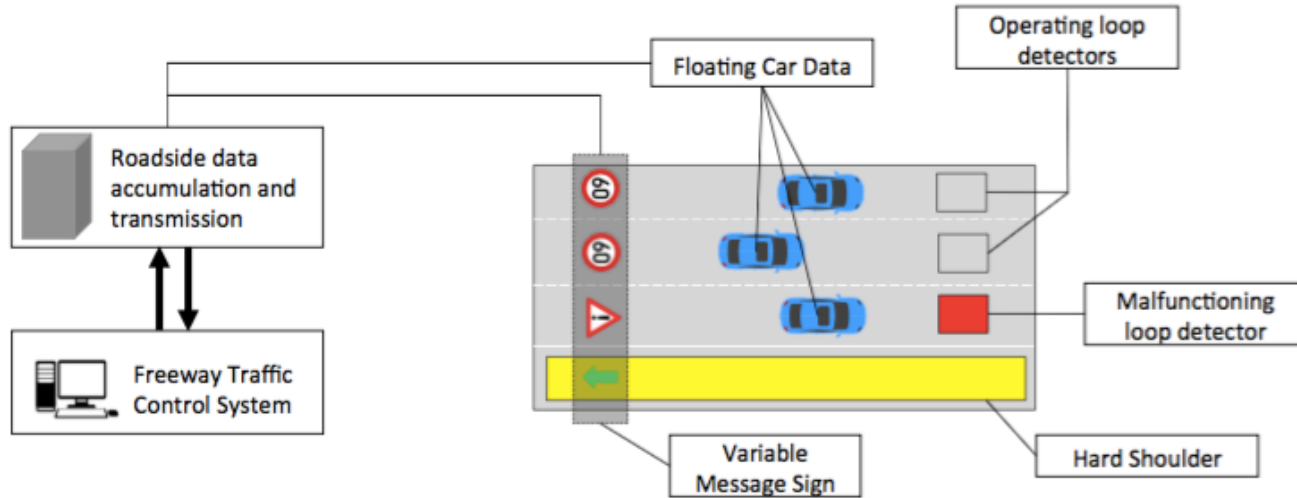 Operating loop
detectors
Floating Car Data
Roadside data
accumulation and
transmission
60
60
!
Malfunctioning
loop detector
Freeway Traffic
Control System
Variable
Message Sign
Hard Shoulder